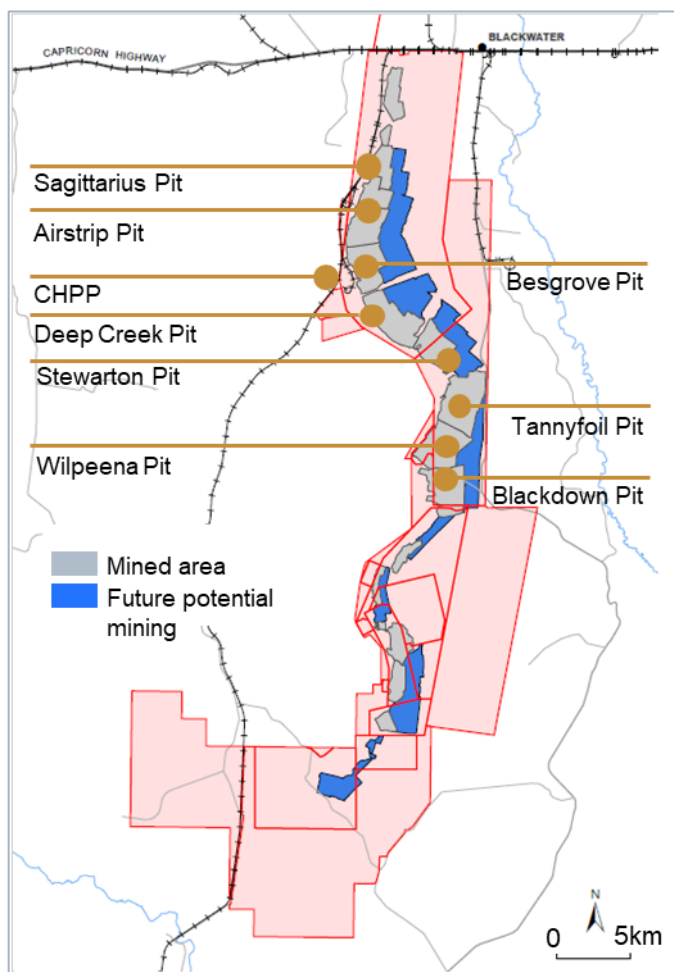 BLACKWATER
CAPRICORN HIGHWAY
Sagittarius Pit
Airstrip Pit
Besgrove Pit
CHPP
Deep Creek Pit
Stewarton Pit
Tannyfoil Pit
Wilpeena Pit
Blackdown Pit
Mined area
Future potential
mining
N
0 5km